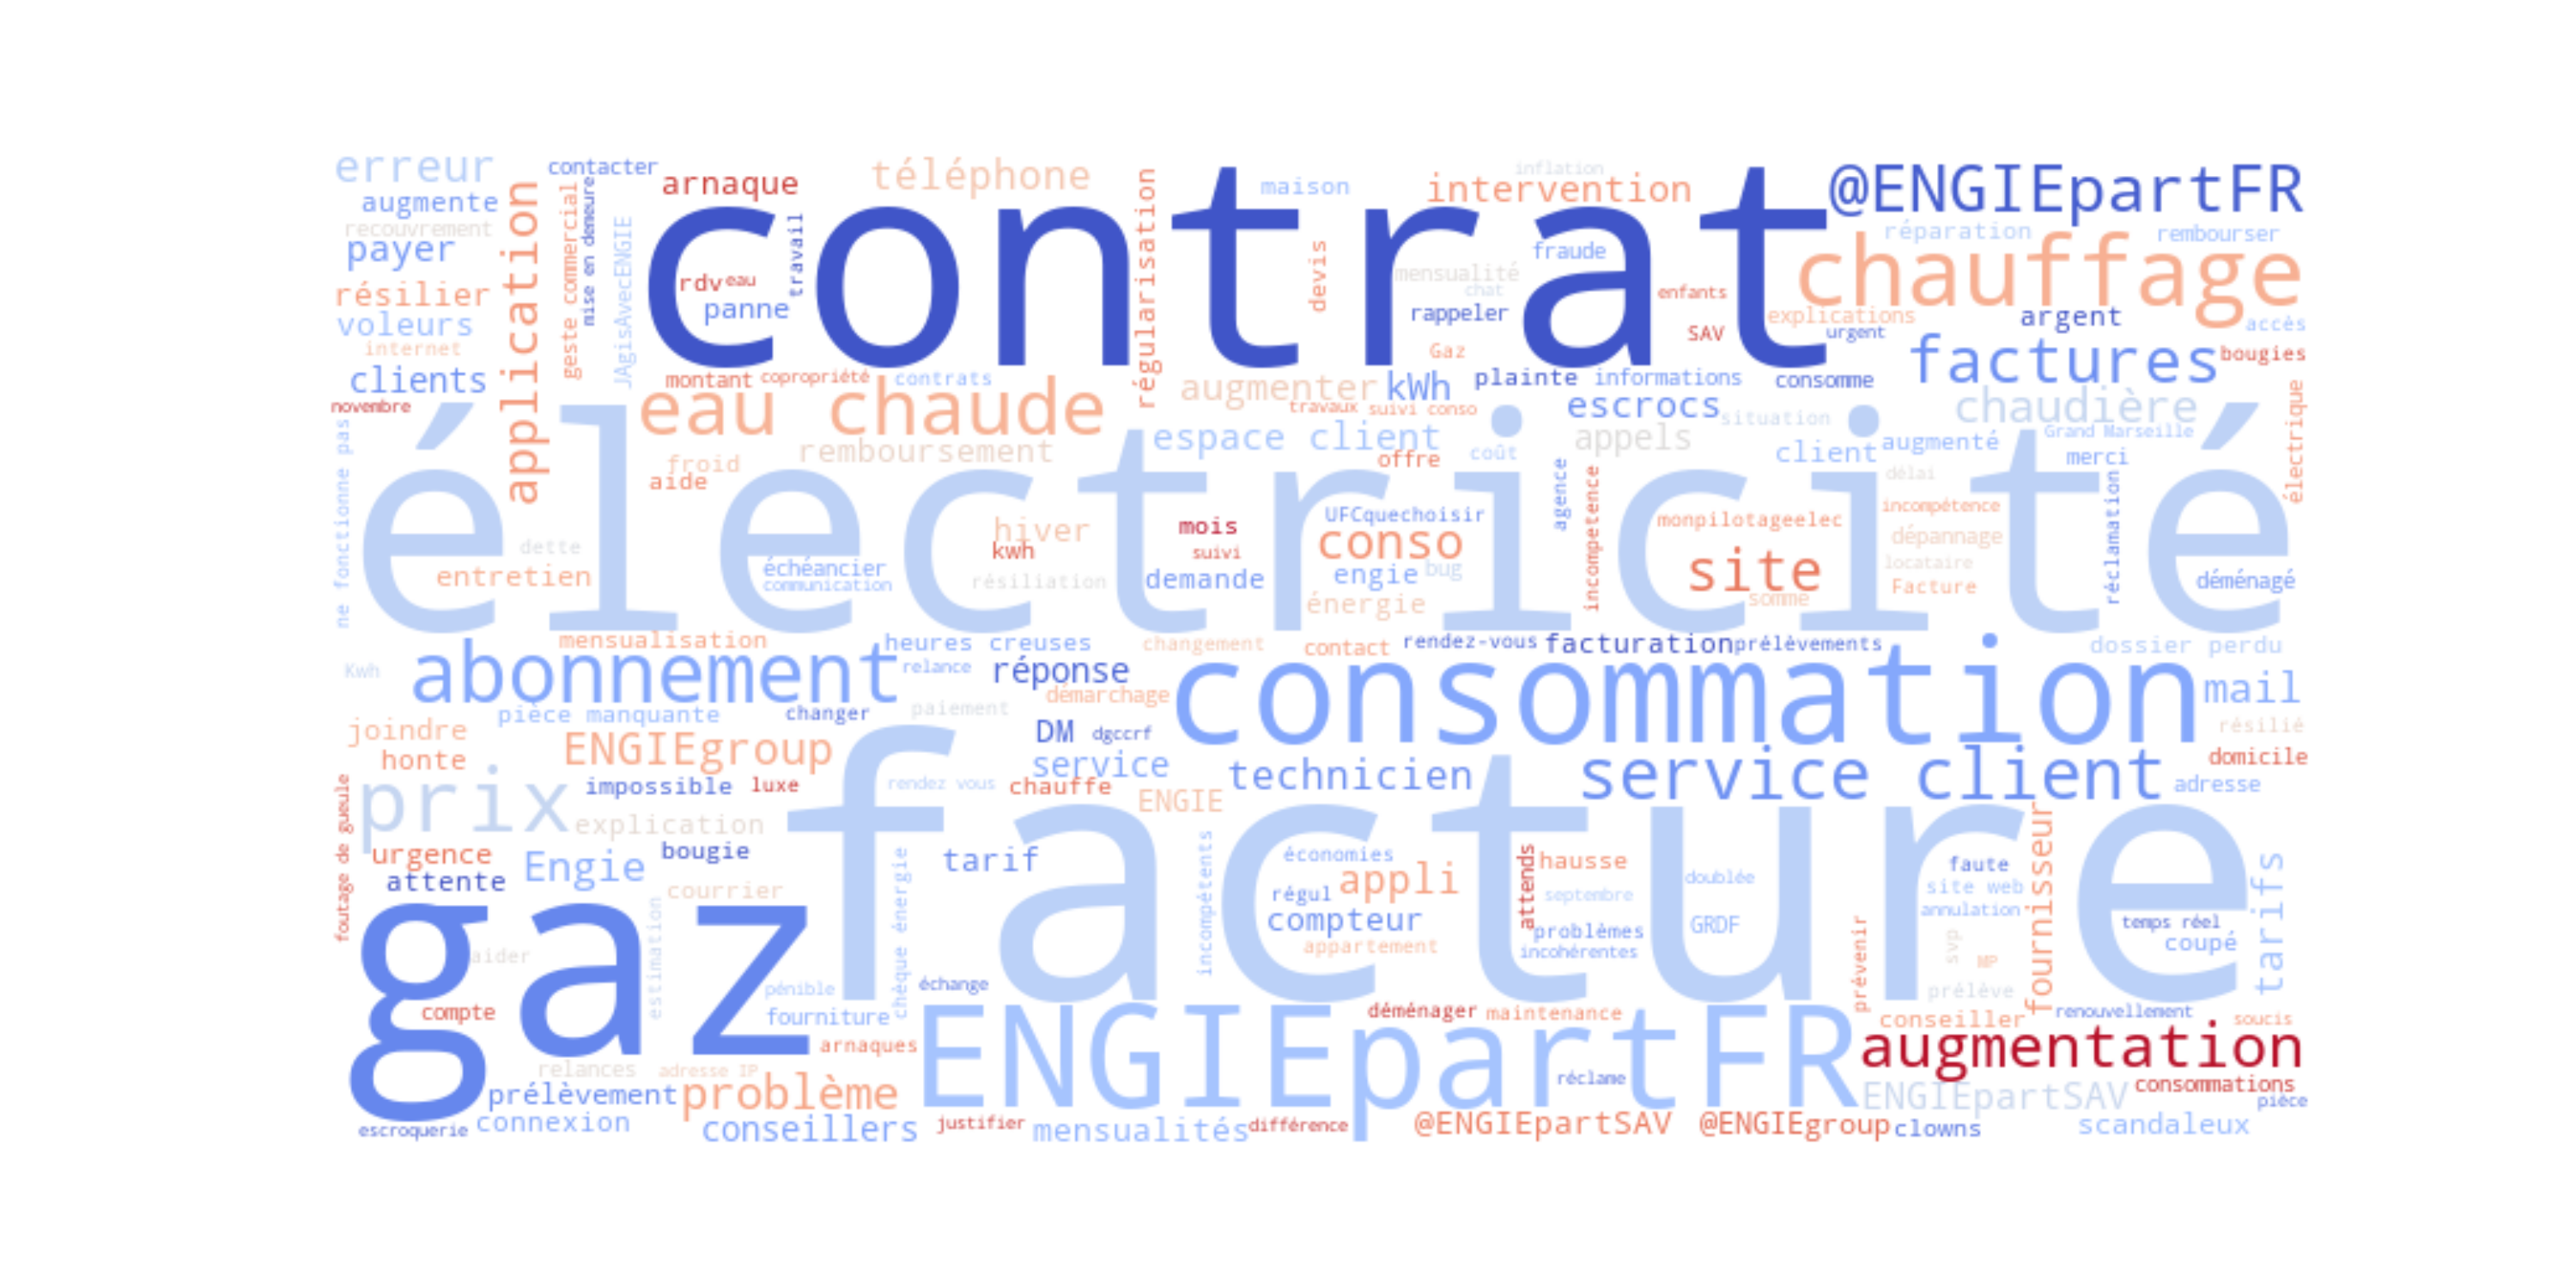 erreur
contacter
arnaque
téléphone
inflation
maison
intervention
@ENGIEpartFR
augmente
recouvrement
payer
application
geste commercial
mise en demeure
JAgisAvecENGIE
contrat
travail
rdv
eau
panne
régularisation
devis
mensualité
chat
rappeler
fraude
enfants
SAV
réparation
rembourser
chauffage
explications
urgent
argent
accès
résilier
voleurs
internet
clients
novembre
montant
copropriété
contrats
Gaz
plainte
informations
consomme
factures
bougies
eau chaude
augmenter
kWh
travaux
suivi conso
escrocs
situation
chaudière
électrique
remboursement
espace client
offre
coût
appels
client
augmenté
Grand Marseille
merci
froid
aide
électricité
ne fonctionne pas
agence
incompetence
délai
réclamation
hiver
mois
UFCquechoisir
monpilotageelec
incompétence
dette
kwh
suivi
conso
site
dépannage
entretien
échéancier
communication
résiliation
demande
engie
bug
locataire
Facture
déménagé
énergie
somme
mensualisation
heures creuses
changement
contact
rendez-vous
facturation
prélèvements
dossier perdu
Kwh
abonnement
relance
réponse
démarchage
consommation
mail
pièce manquante
changer
paiement
résilié
joindre
honte
ENGIEgroup
DM
dgccrf
service
technicien
service client
domicile
foutage de gueule
prix
impossible
luxe
rendez vous
chauffe
ENGIE
adresse
explication
facture
urgence
Engie
bougie
tarif
économies
attends
hausse
doublée
faute
fournisseur
tarifs
attente
courrier
chèque énergie
incompétents
régul
appli
septembre
site web
annulation
gaz
estimation
compteur
problèmes
GRDF
temps réel
aider
appartement
incohérentes
prévenir
svp
MP
coupé
pénible
échange
prélève
compte
fourniture
déménager
maintenance
conseiller
renouvellement
soucis
arnaques
ENGIEpartFR
augmentation
relances
adresse IP
réclame
consommations
prélèvement
problème
ENGIEpartSAV
pièce
escroquerie
connexion
conseillers
justifier
mensualités
différence
@ENGIEpartSAV
@ENGIEgroup
clowns
scandaleux